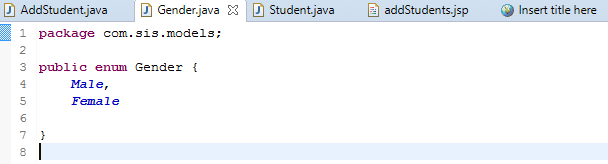 AddStudent.java Gender.java Student.java addStudents.jsp Insert title here
1 package com.sis.models;
2
3 public enum Gender {
4 Male,
5 Female
6
7 }
8